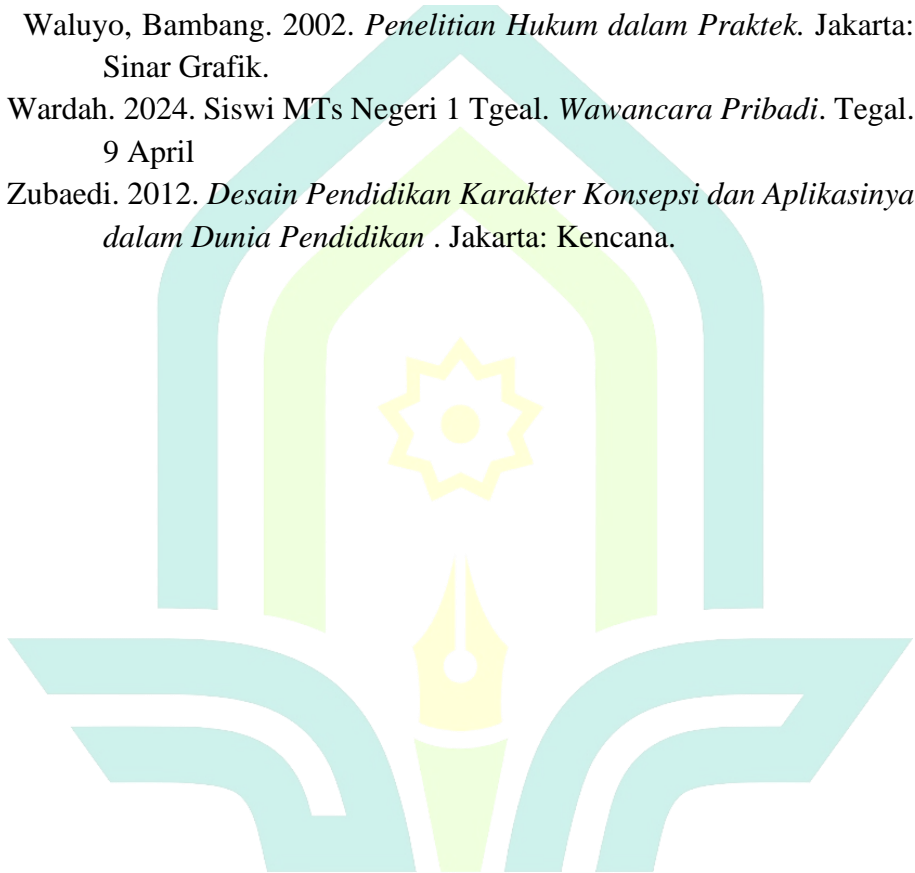 Waluyo, Bambang. 2002. Penelitian Hukum dalam Praktek. Jakarta:
Sinar Grafik.
Wardah. 2024. Siswi MTs Negeri 1 Tgeal. Wawancara Pribadi. Tegal.
9 April
Zubaedi. 2012. Desain Pendidikan Karakter Konsepsi dan Aplikasinya
dalam Dunia Pendidikan . Jakarta: Kencana.